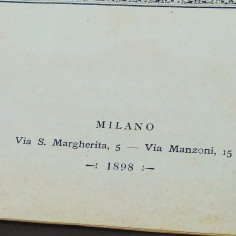 MILANO
Via S. Margherita, 5 — Via Manzoni, 15
—: 1898 :—